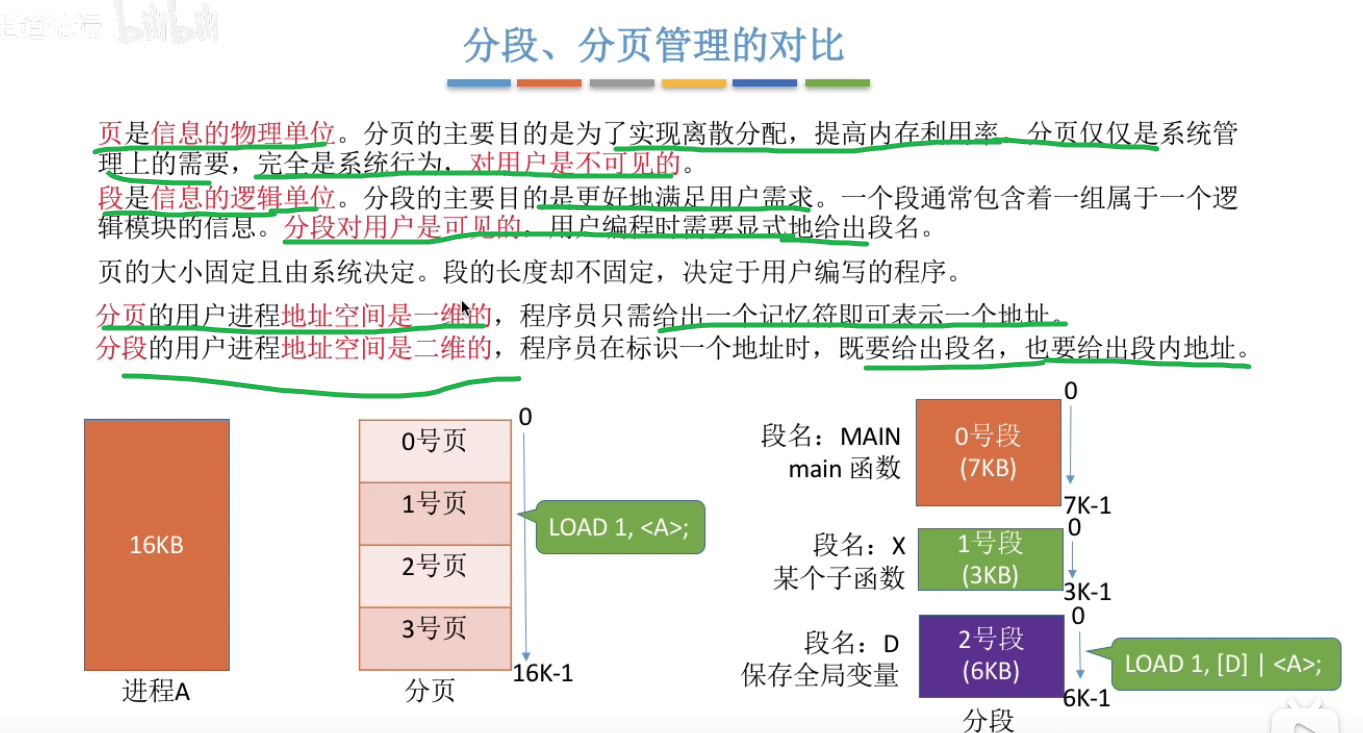 王道论坛 bilibili
分段、分页管理的对比
页是信息的物理单位。分页的主要目的是为了实现离散分配，提高内存利用率。分页仅仅是系统管
理上的需要，完全是系统行为，对用户是不可见的。
段是信息的逻辑单位。分段的主要目的是更好地满足用户需求。一个段通常包含着一组属于一个逻
辑模块的信息。分段对用户是可见的，用户编程时需要显式地给出段名。
页的大小固定且由系统决定。段的长度却不固定，决定于用户编写的程序。
分页的用户进程地址空间是一维的，程序员只需给出一个记忆符即可表示一个地址。
分段的用户进程地址空间是二维的，程序员在标识一个地址时，既要给出段名，也要给出段内地址。
16KB
进程A
0
0号页
1号页
2号页
3号页
16K-1
分页
LOAD 1, <A>;
段名：MAIN
main 函数
0号段
(7KB)
0
7K-1
段名：X
某个子函数
1号段
(3KB)
0
3K-1
段名：D
保存全局变量
2号段
(6KB)
0
6K-1
LOAD 1, [D] | <A>;
分段